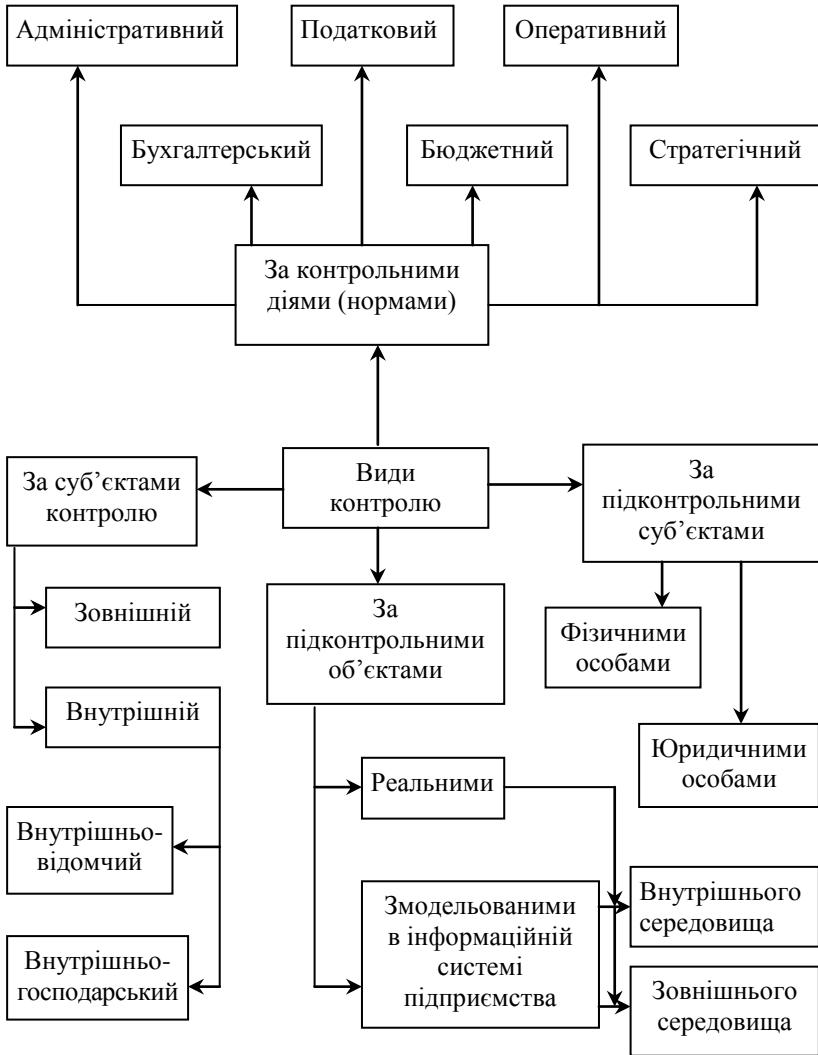 Адміністративний
Податковий
Оперативний
Бухгалтерський
Бюджетний
Стратегічний
За контрольними
діями (нормами)
За суб’єктами
контролю
Види
контролю
За
підконтрольними
суб’єктами
Зовнішній
Внутрішній
Внутрішньо-
відомчий
Внутрішньо-
господарський
За
підконтрольними
об’єктами
Реальними
Змодельованими
в інформаційній
системі
підприємства
Фізичними
особами
Юридичними
особами
Внутрішнього
середовища
Зовнішнього
середовища